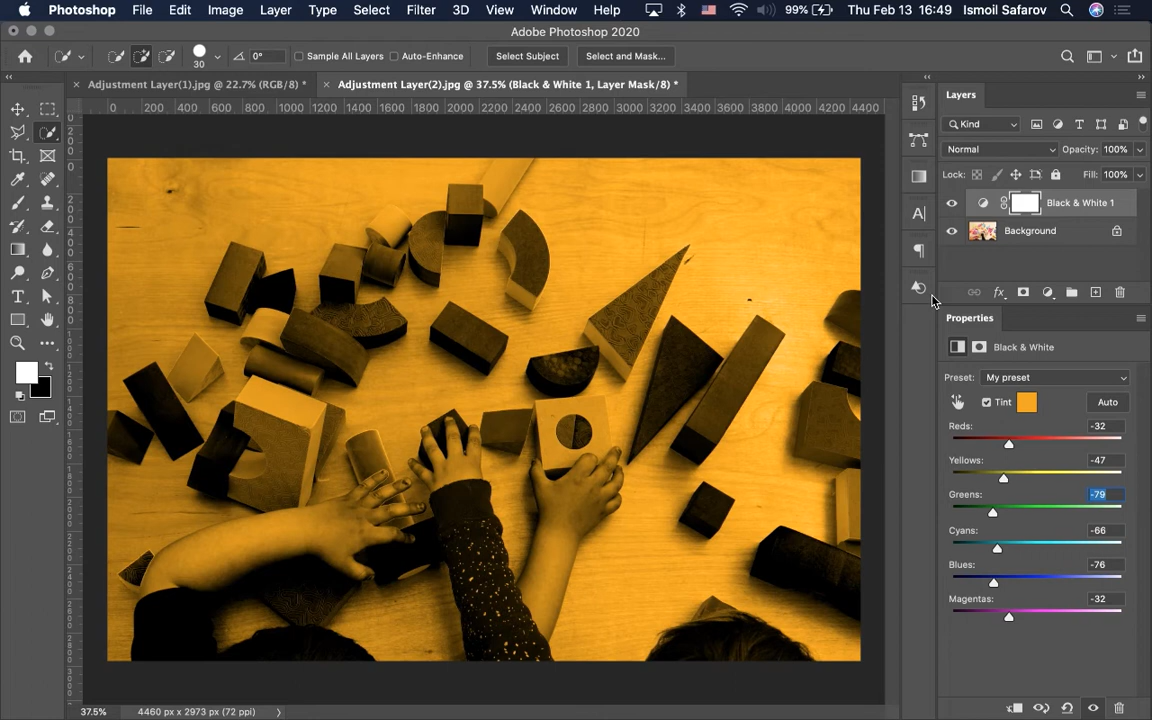 Photoshop File Edit Image Layer Type Select Filter 3D View Window Help 99% Thu Feb 13 16:49 Ismoil Safarov
Adobe Photoshop 2020
30 0° Sample All Layers Auto-Enhance Select Subject Select and Mask...
Adjustment Layer(1).jpg @ 22.7% (RGB/8) * Adjustment Layer(2).jpg @ 37.5% (Black & White 1, Layer Mask/8) *
0 200 400 600 800 1000 1200 1400 1600 1800 2000 2200 2400 2600 2800 3000 3200 3400 3600 3800 4000 4200 4400
Layers
Kind
Normal Opacity: 100%
Lock: Fill: 100%
Black & White 1
Background
fx
Properties
Black & White
Preset: My preset
Tint Auto
Reds: -32
Yellows: -47
Greens: -79
Cyans: -66
Blues: -76
Magentas: -32
37.5% 4460 px x 2973 px (72 ppi)